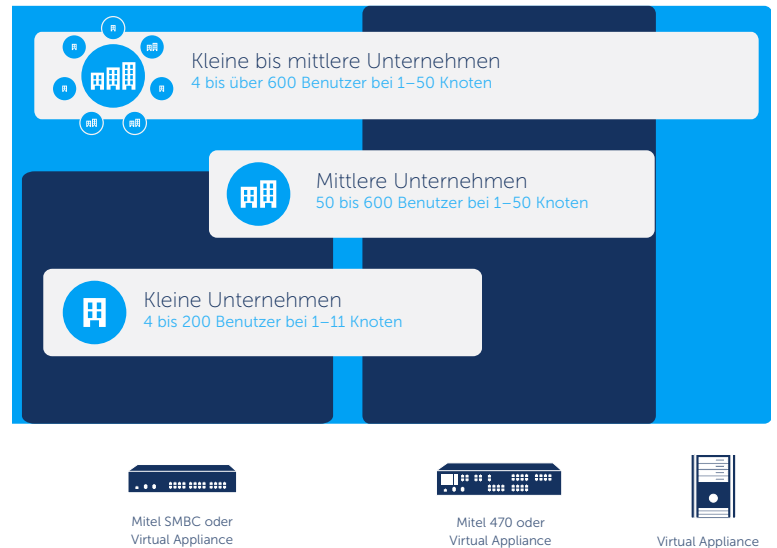 Kleine bis mittlere Unternehmen
4 bis über 600 Benutzer bei 1–50 Knoten
Mittlere Unternehmen
50 bis 600 Benutzer bei 1–50 Knoten
Kleine Unternehmen
4 bis 200 Benutzer bei 1–11 Knoten
Mitel SMBC oder
Virtual Appliance
Mitel 470 oder
Virtual Appliance
Virtual Appliance